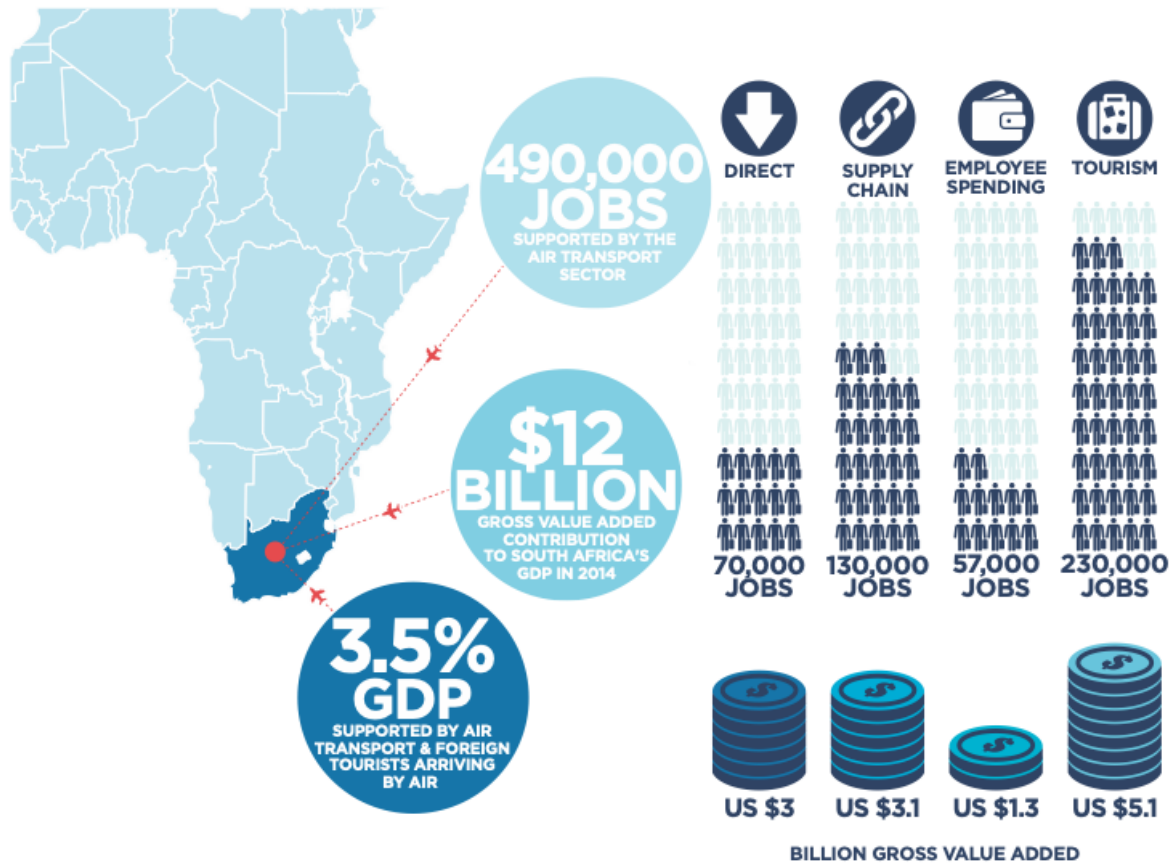 490,000
JOBS
SUPPORTED BY THE
AIR TRANSPORT
SECTOR
$12
BILLION
GROSS VALUE ADDED
CONTRIBUTION
TO SOUTH AFRICA'S
GDP IN 2014
3.5%
GDP
SUPPORTED BY AIR
TRANSPORT & FOREIGN
TOURISTS ARRIVING
BY AIR
DIRECT
SUPPLY
CHAIN
EMPLOYEE
SPENDING
TOURISM
70,000
JOBS
130,000
JOBS
57,000
JOBS
230,000
JOBS
$
$
$
$
US $3
US $3.1
US $1.3
US $5.1
BILLION GROSS VALUE ADDED